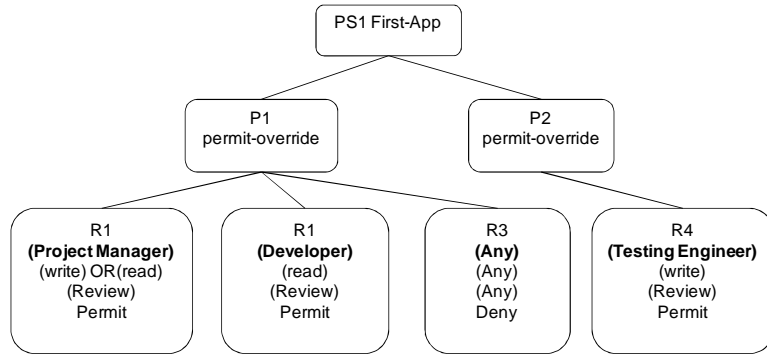 PS1 First-App
P1
permit-override
P2
permit-override
R1
(Project Manager)
(write) OR(read)
(Review)
Permit
R1
(Developer)
(read)
(Review)
Permit
R3
(Any)
(Any)
(Any)
Deny
R4
(Testing Engineer)
(write)
(Review)
Permit